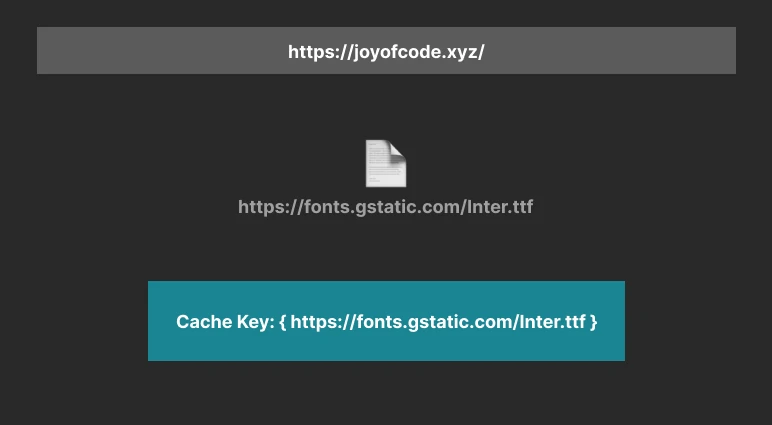 https://joyofcode.xyz/
https://fonts.gstatic.com/Inter.ttf
Cache Key: { https://fonts.gstatic.com/Inter.ttf }